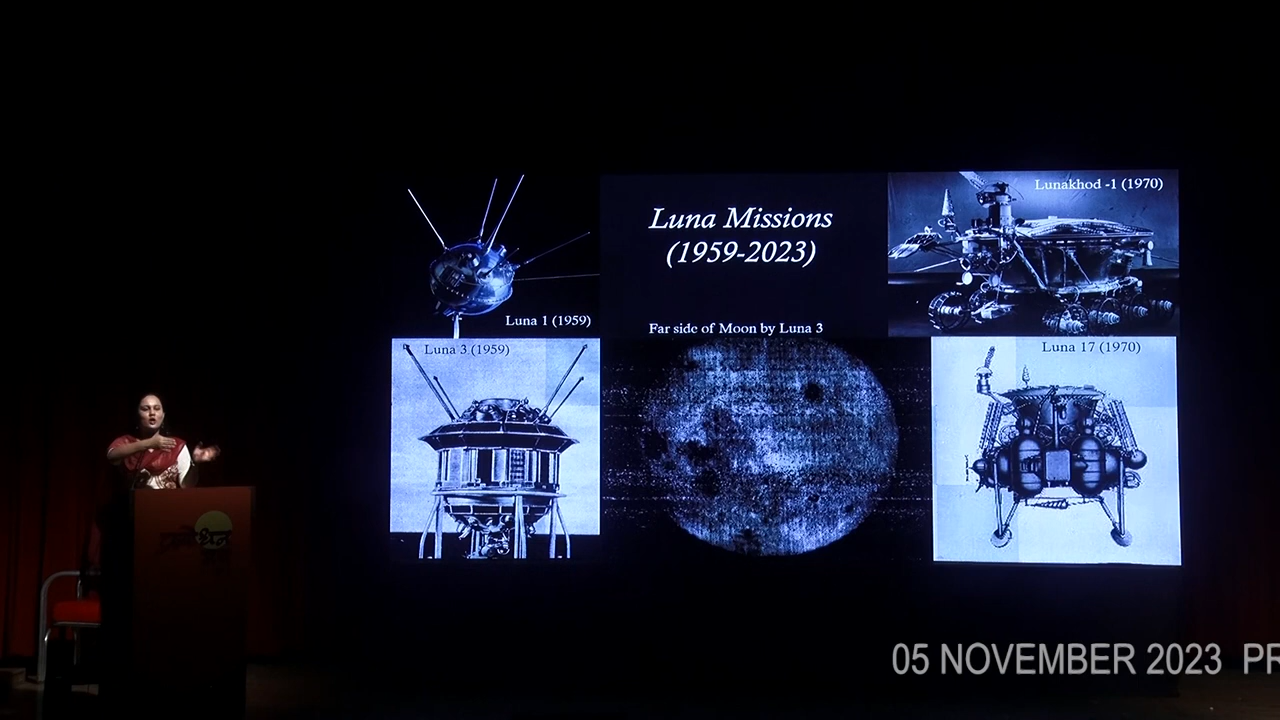 Luna Missions
(1959-2023)
Lunakhod -1 (1970)
Luna 1 (1959)
Far side of Moon by Luna 3
Luna 3 (1959)
Luna 17 (1970)
05 NOVEMBER 2023 PR